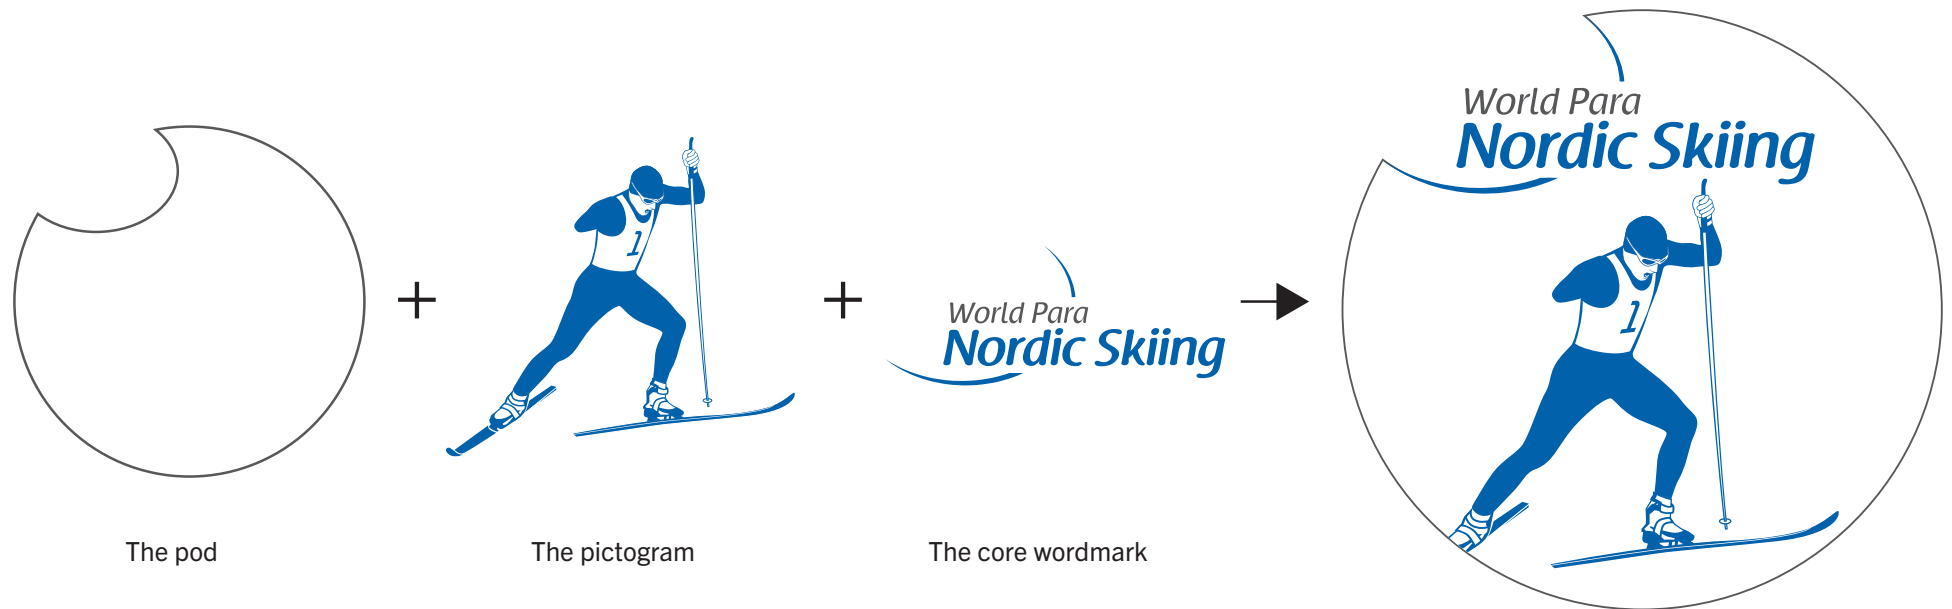 World Para
Nordic Skiing
1
World Para
Nordic Skiing
1
The pod
The pictogram
The core wordmark